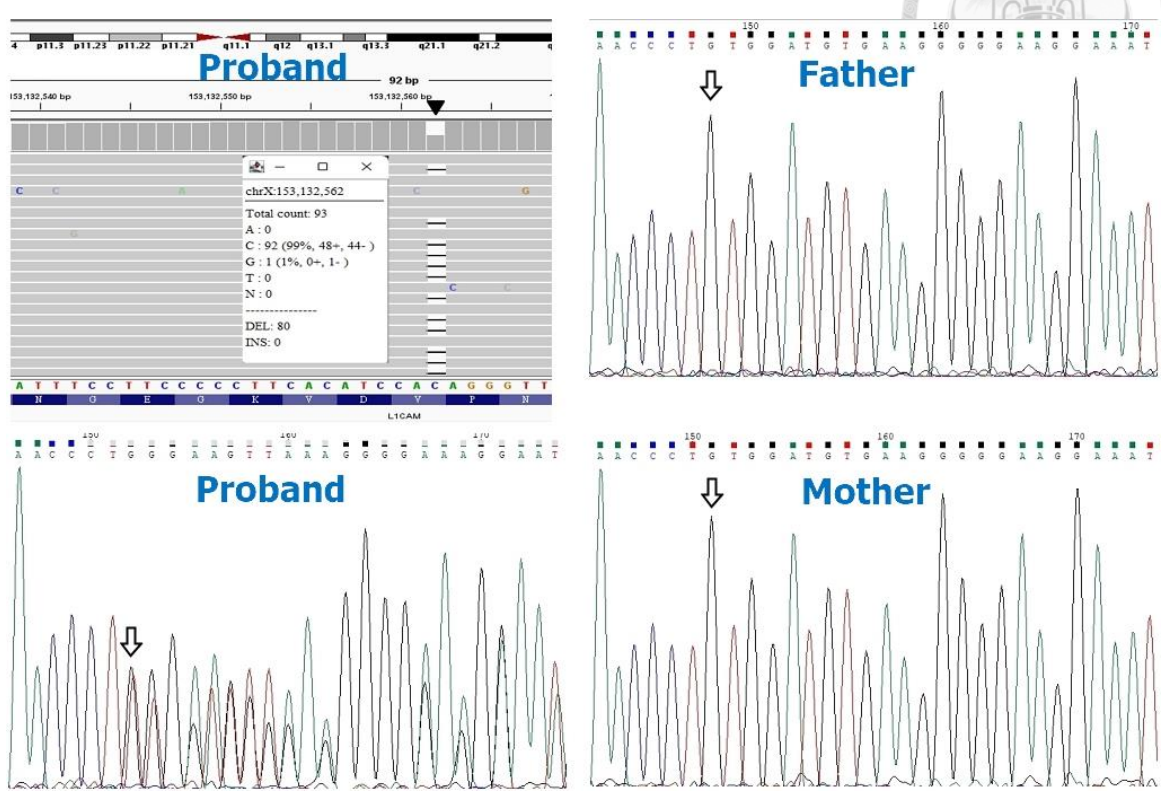 4 p11.3 p11.23 p11.22 p11.21 q11.1 q12 q13.1 q13.3 q21.1 q21.2
Proband
92 bp
153,132,540 bp 153,132,550 bp 153,132,560 bp
C C A C G
G
C C
chrX:153,132,562
Total count: 93
A : 0
C : 92 (99%, 48+, 44- )
G : 1 (1%, 0+, 1- )
T : 0
N : 0
---------------
DEL: 80
INS: 0
A T T T C C T T C C C C C T T C A C A T C C A C A G G G T T
N G E G K V D V P N
L1CAM
150 160 170
A A C C C T G T G G A T G T G A A G G G G G A A G G A A A T
Father
150 160 170
A A C C C T G G G A A G T T A A A G G G G A A A G G A A T
Proband
150 160 170
A A C C C T G T G G A T G T G A A G G G G G A A G G A A A T
Mother